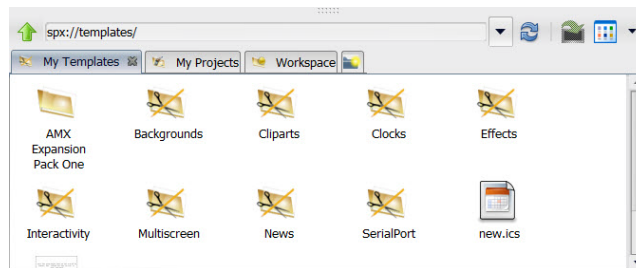 spx://templates/
My Templates My Projects Workspace
AMX Expansion Pack One
Backgrounds
Cliparts
Clocks
Effects
Interactivity
Multiscreen
News
SerialPort
new.ics